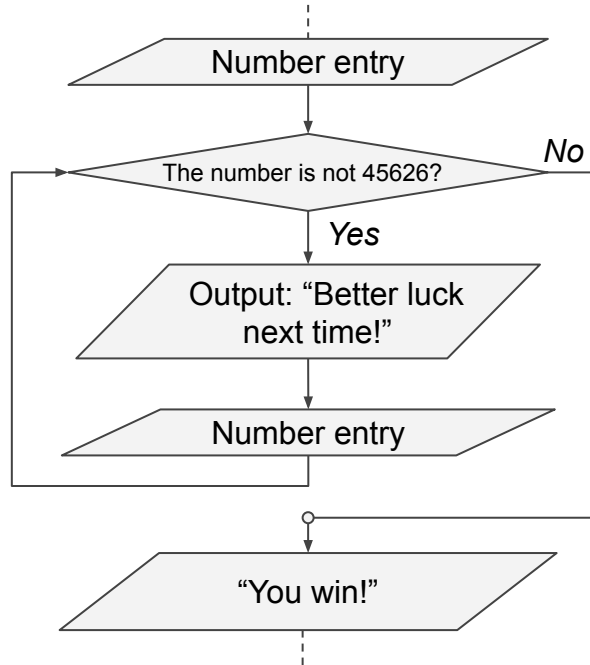 Number entry
The number is not 45626?
No
Yes
Output: “Better luck
next time!”
Number entry
“You win!”